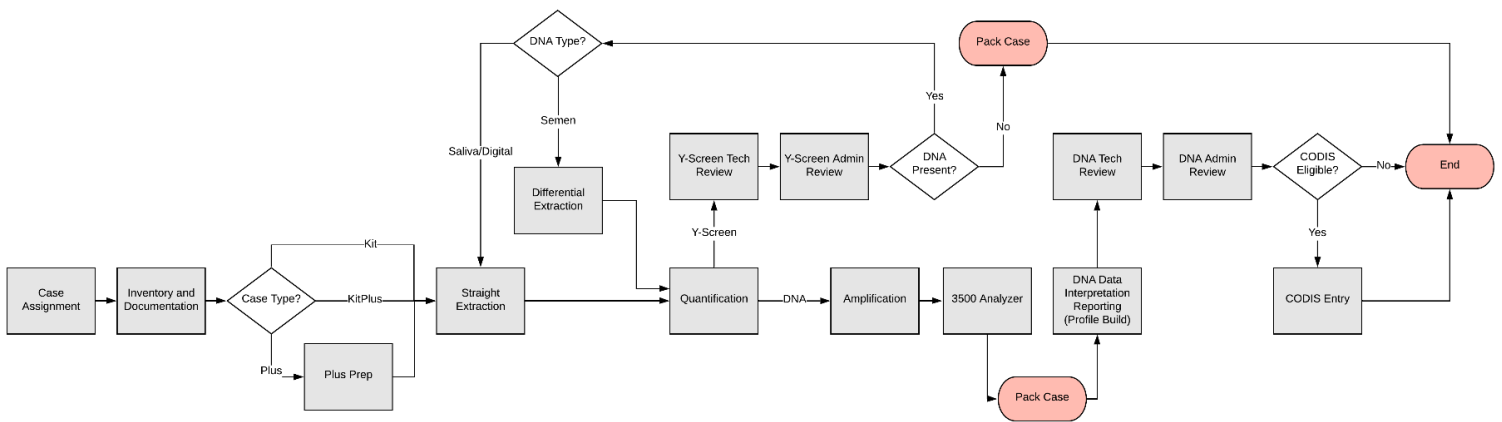 DNA Type?
Pack Case
Yes
Semen
No
Saliva/Digital
Y-Screen Tech
Review
Y-Screen Admin
Review
DNA
Present?
DNA Tech
Review
DNA Admin
Review
CODIS
Eligible?
No
End
Differential
Extraction
Y-Screen
Yes
Kit
Case
Assignment
Inventory and
Documentation
Case Type?
KitPlus
Straight
Extraction
Quantification
DNA
Amplification
3500 Analyzer
DNA Data
Interpretation
Reporting
(Profile Build)
CODIS Entry
Plus
Plus Prep
Pack Case